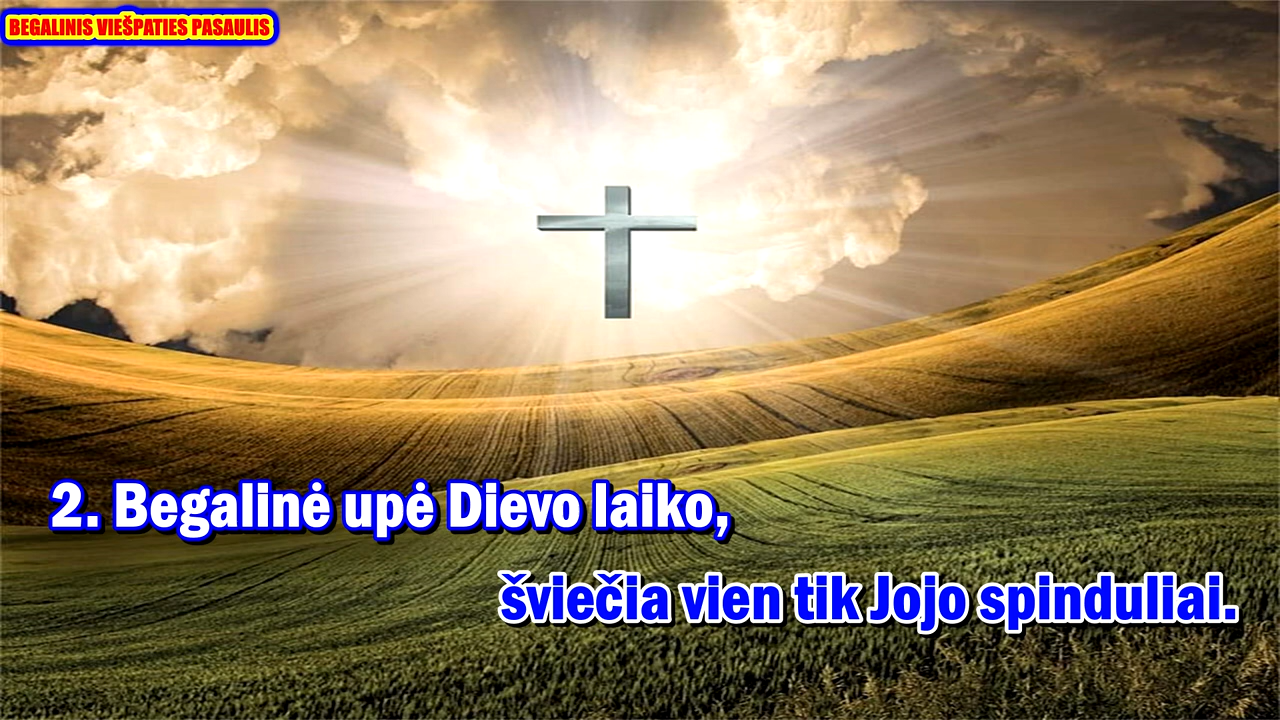 BEGALINIS VIEŠPATIES PASAULIS
2. Begalinė upė Dievo laiko,
šviečia vien tik Jojo spinduliai.